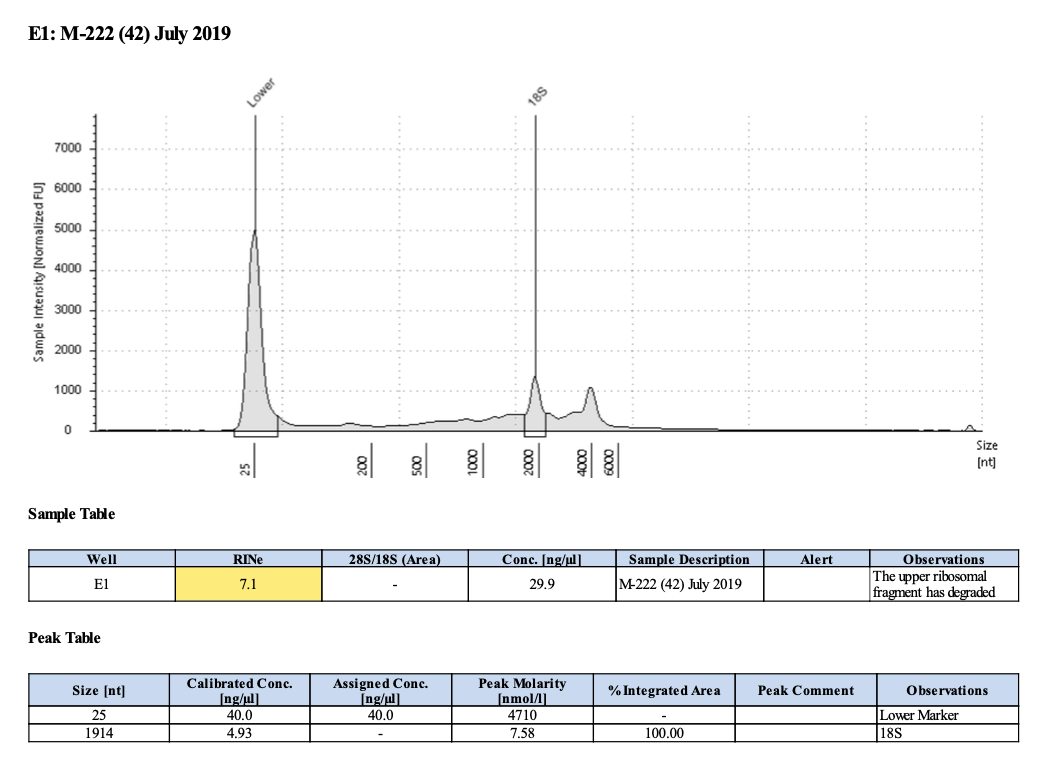 E1: M-222 (42) July 2019
Lower
18S
Sample Intensity [Normalized FU]
7000
6000
5000
4000
3000
2000
1000
0
25
200
500
1000
2000
4000
6000
Size
[nt]
Sample Table
Well RINe 28S/18S (Area) Conc. [ng/µl] Sample Description Alert Observations
E1 7.1 - 29.9 M-222 (42) July 2019 The upper ribosomal
fragment has degraded
Peak Table
Size [nt] Calibrated Conc. [ng/µl] Assigned Conc. [ng/µl] Peak Molarity [nmol/l] % Integrated Area Peak Comment Observations
25 40.0 40.0 4710 - Lower Marker
1914 4.93 - 7.58 100.00 18S